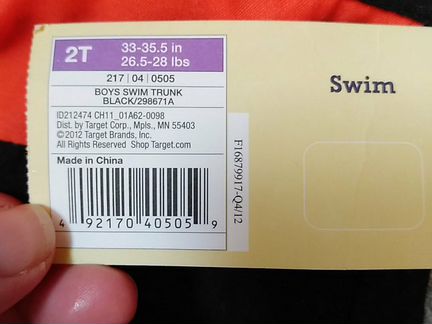 2T
33-35.5 in
26.5-28 lbs
217 | 04 | 0505
BOYS SWIM TRUNK
BLACK/298671A
ID212474 CH11_01A62-0098
Dist. by Target Corp., Mpls., MN 55403
©2012 Target Brands, Inc.
All Rights Reserved Shop Target.com
Made in China
4 92170 40505 9
F16879917-Q4/12
Swim